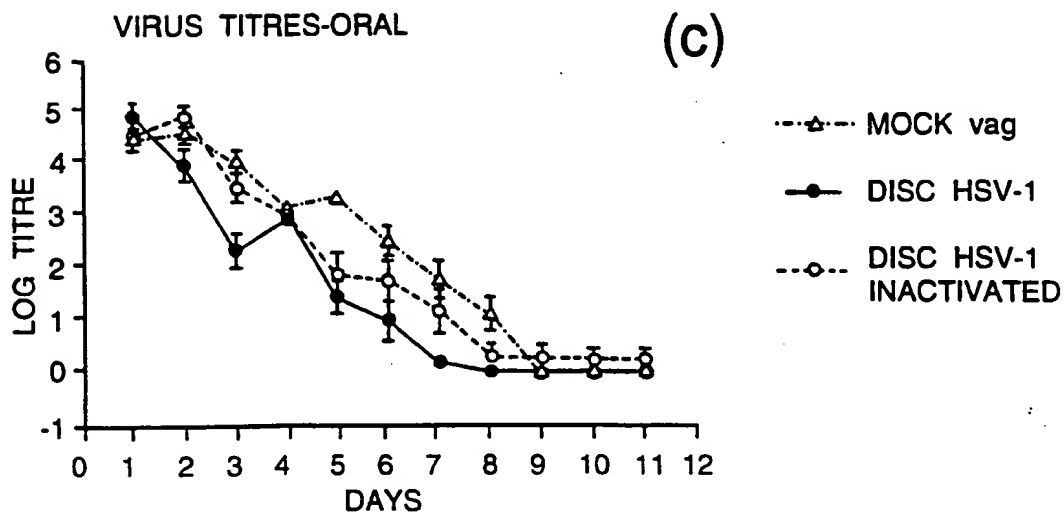 VIRUS TITRES-ORAL
(c)
6
5
4
3
2
1
0
-1
LOG TITRE
0 1 2 3 4 5 6 7 8 9 10 11 12
DAYS
MOCK vag
DISC HSV-1
DISC HSV-1
INACTIVATED